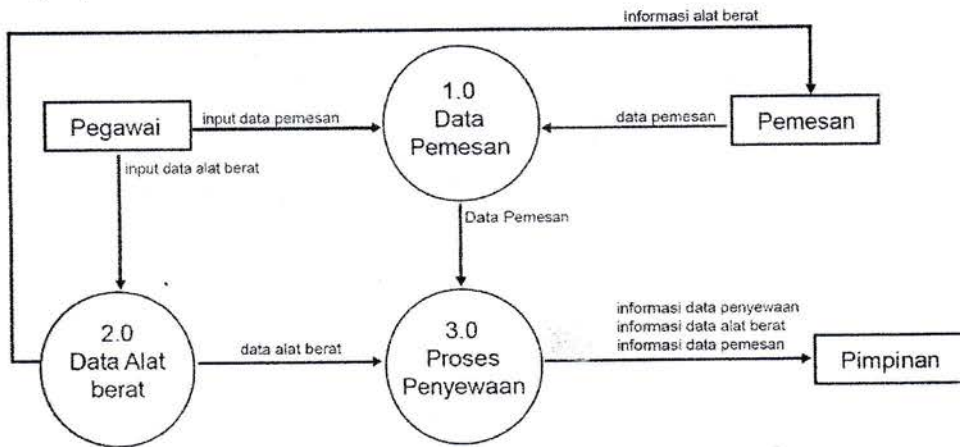 informasi alat berat
Pegawai
input data pemesan
1.0
Data
Pemesan
data pemesan
Pemesan
input data alat berat
Data Pemesan
2.0
Data Alat
berat
data alat berat
3.0
Proses
Penyewaan
informasi data penyewaan
informasi data alat berat
informasi data pemesan
Pimpinan